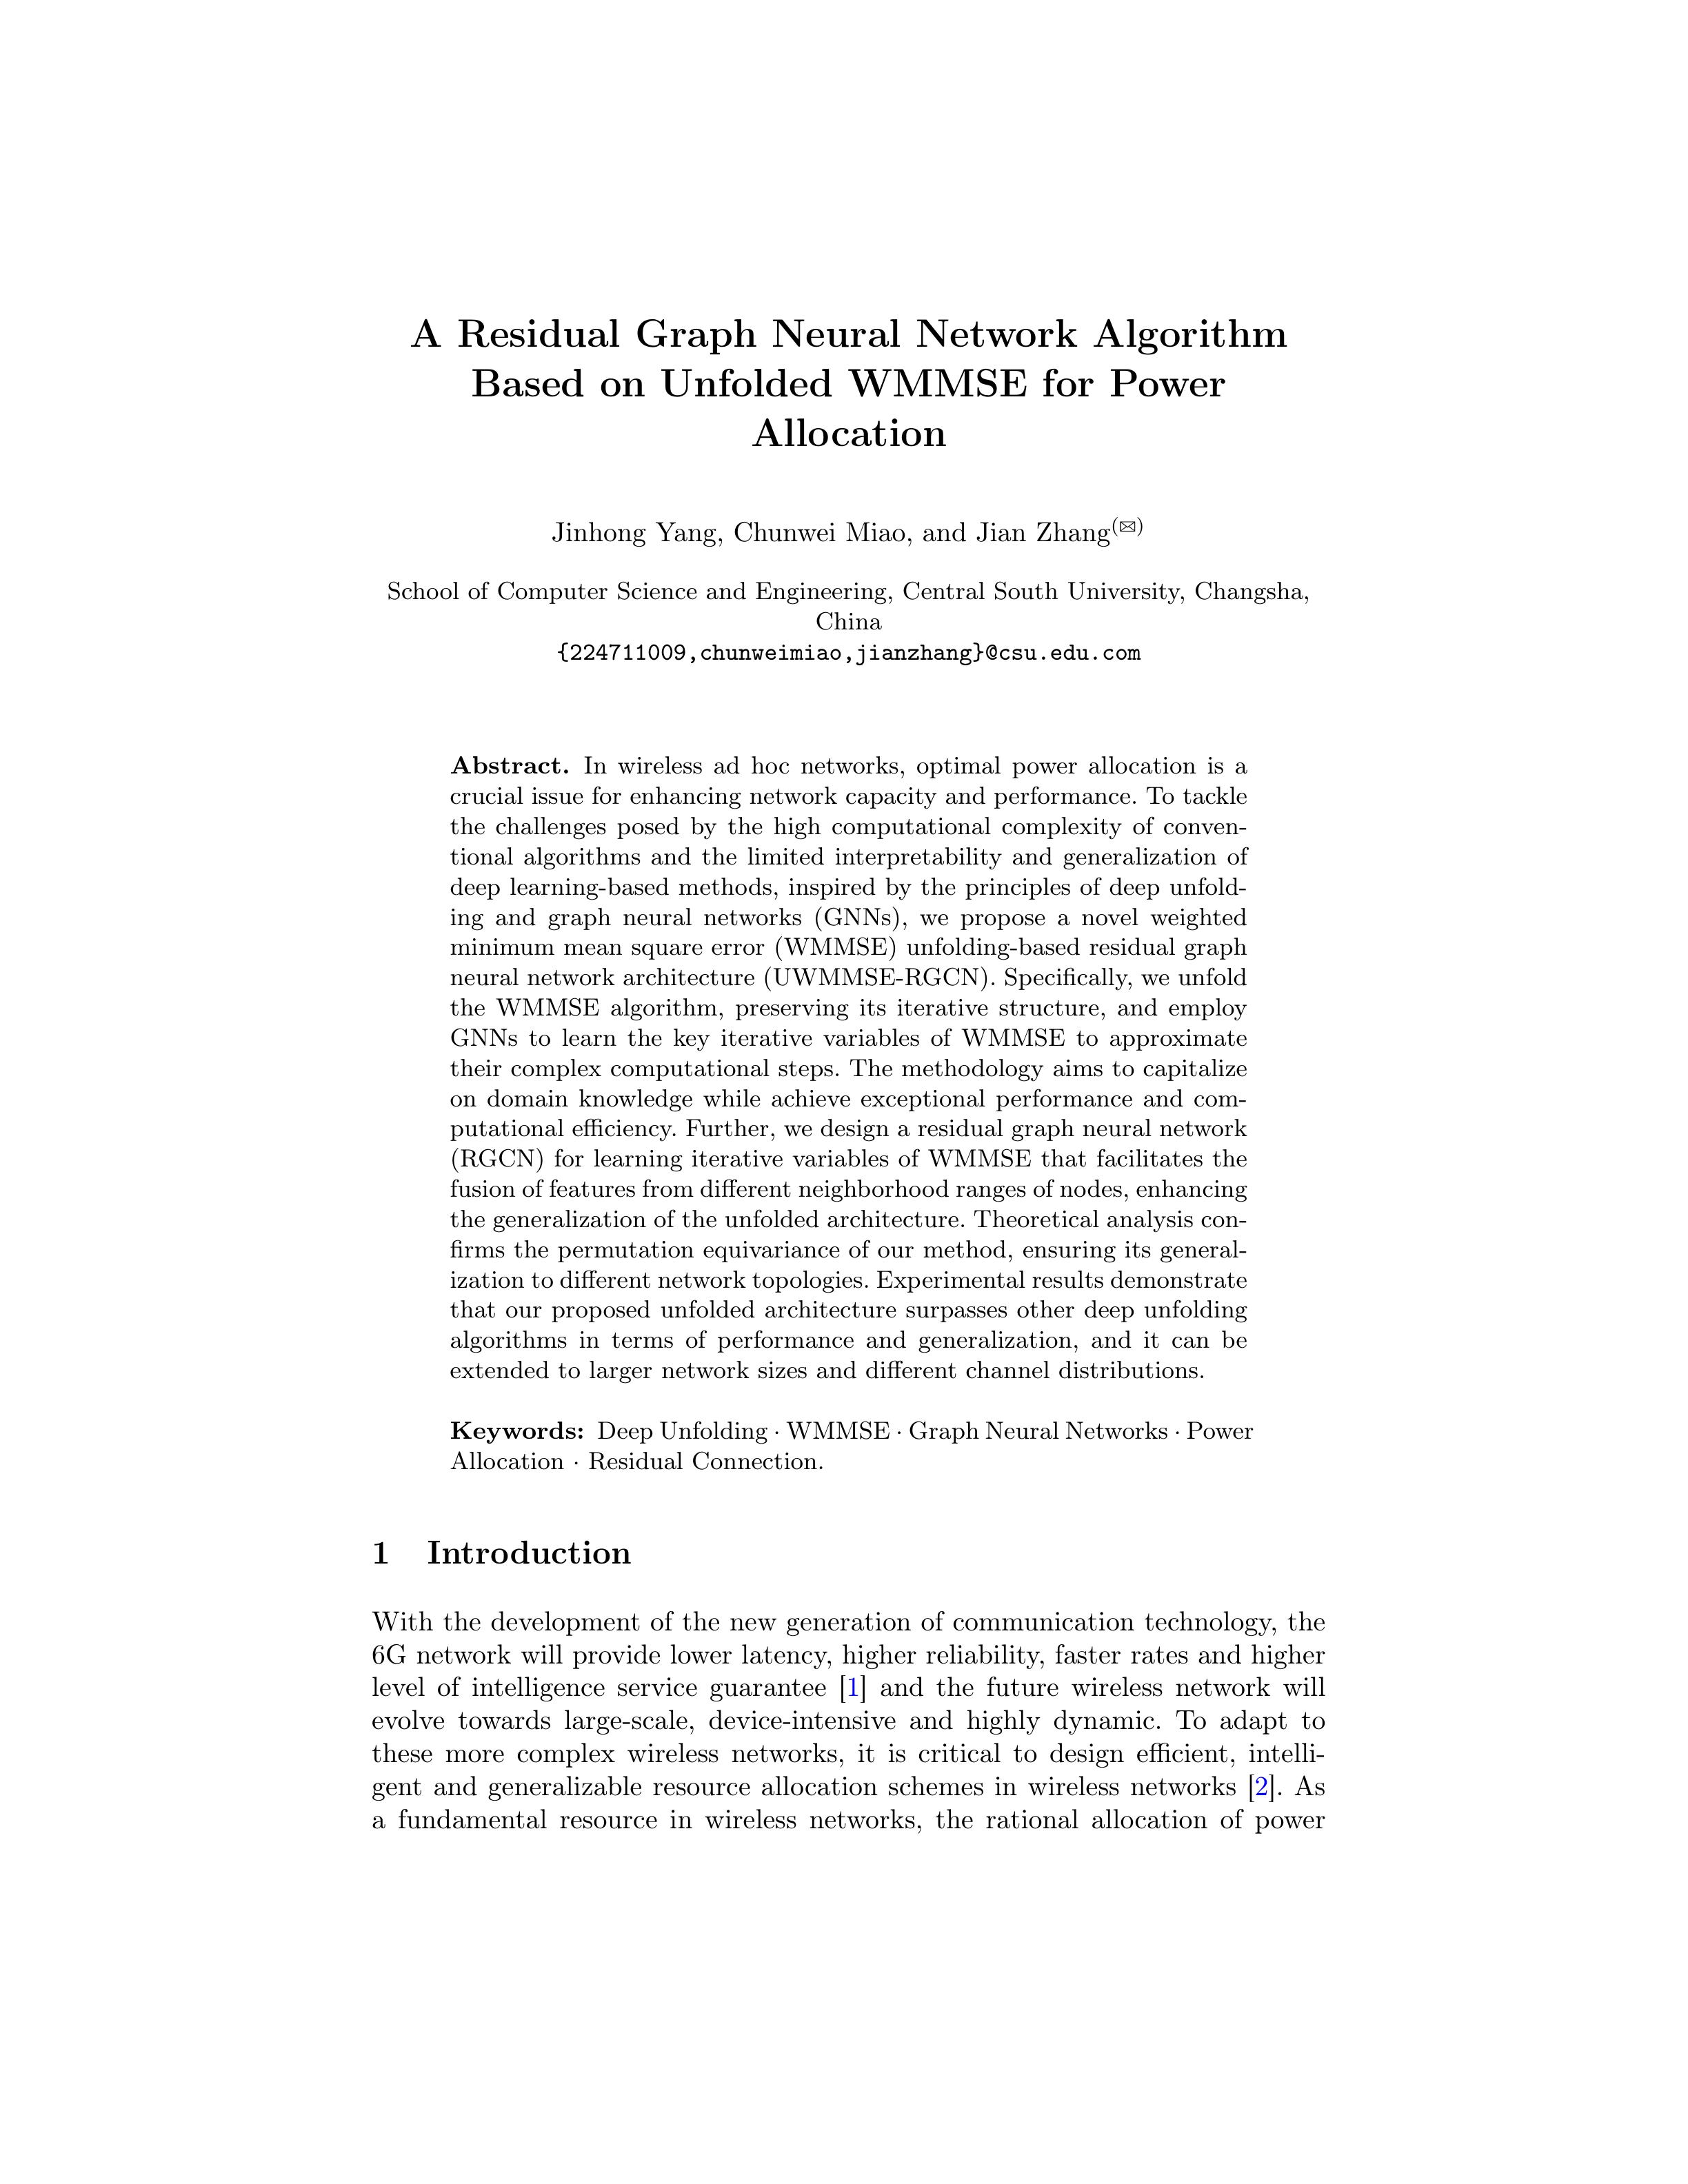 A Residual Graph Neural Network Algorithm
Based on Unfolded WMMSE for Power
Allocation
Jinhong Yang, Chunwei Miao, and Jian Zhang(✉)
School of Computer Science and Engineering, Central South University, Changsha,
China
{224711009,chunweimiao,jianzhang}@csu.edu.com
Abstract. In wireless ad hoc networks, optimal power allocation is a
crucial issue for enhancing network capacity and performance. To tackle
the challenges posed by the high computational complexity of conven-
tional algorithms and the limited interpretability and generalization of
deep learning-based methods, inspired by the principles of deep unfold-
ing and graph neural networks (GNNs), we propose a novel weighted
minimum mean square error (WMMSE) unfolding-based residual graph
neural network architecture (UWMMSE-RGCN). Specifically, we unfold
the WMMSE algorithm, preserving its iterative structure, and employ
GNNs to learn the key iterative variables of WMMSE to approximate
their complex computational steps. The methodology aims to capitalize
on domain knowledge while achieve exceptional performance and com-
putational efficiency. Further, we design a residual graph neural network
(RGCN) for learning iterative variables of WMMSE that facilitates the
fusion of features from different neighborhood ranges of nodes, enhancing
the generalization of the unfolded architecture. Theoretical analysis con-
firms the permutation equivariance of our method, ensuring its general-
ization to different network topologies. Experimental results demonstrate
that our proposed unfolded architecture surpasses other deep unfolding
algorithms in terms of performance and generalization, and it can be
extended to larger network sizes and different channel distributions.
Keywords: Deep Unfolding · WMMSE · Graph Neural Networks · Power
Allocation · Residual Connection.
1 Introduction
With the development of the new generation of communication technology, the
6G network will provide lower latency, higher reliability, faster rates and higher
level of intelligence service guarantee [1] and the future wireless network will
evolve towards large-scale, device-intensive and highly dynamic. To adapt to
these more complex wireless networks, it is critical to design efficient, intelli-
gent and generalizable resource allocation schemes in wireless networks [2]. As
a fundamental resource in wireless networks, the rational allocation of power